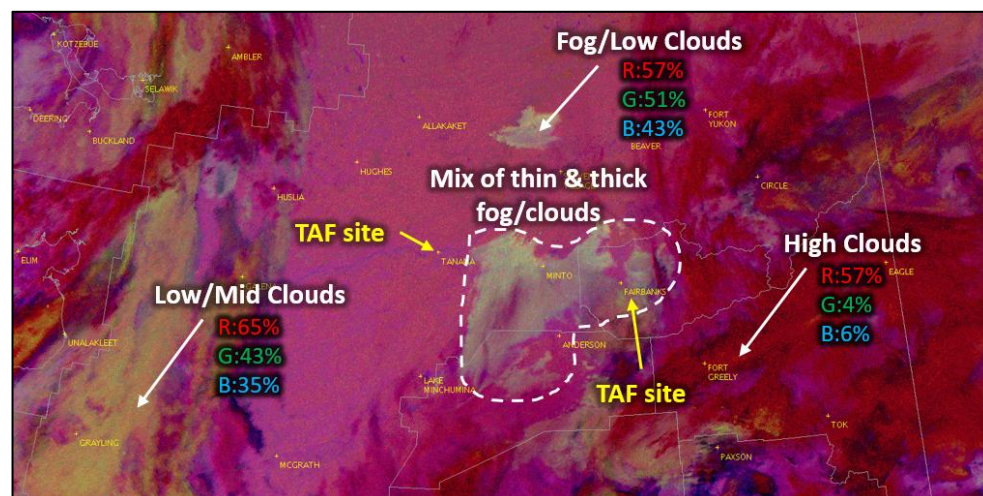 KOTZEBUE
AMBLER
SELAWIK
DEERING
BUCKLAND
Fog/Low Clouds
R:57%
G:51%
B:43%
ALLAKAKET
FORT
YUKON
BEAVER
HUGHES
HUSLIA
CIRCLE
Mix of thin & thick
fog/clouds
TAF site
TANANA
ELIM
MINTO
High Clouds
R:57%
G:4%
B:6%
EAGLE
FAIRBANKS
Low/Mid Clouds
R:65%
G:43%
B:35%
UNALAKLEET
ANDERSON
TAF site
FORT
GREELY
LAKE
MINCHUMINA
TOK
GRAYLING
MCGRATH
PAXSON